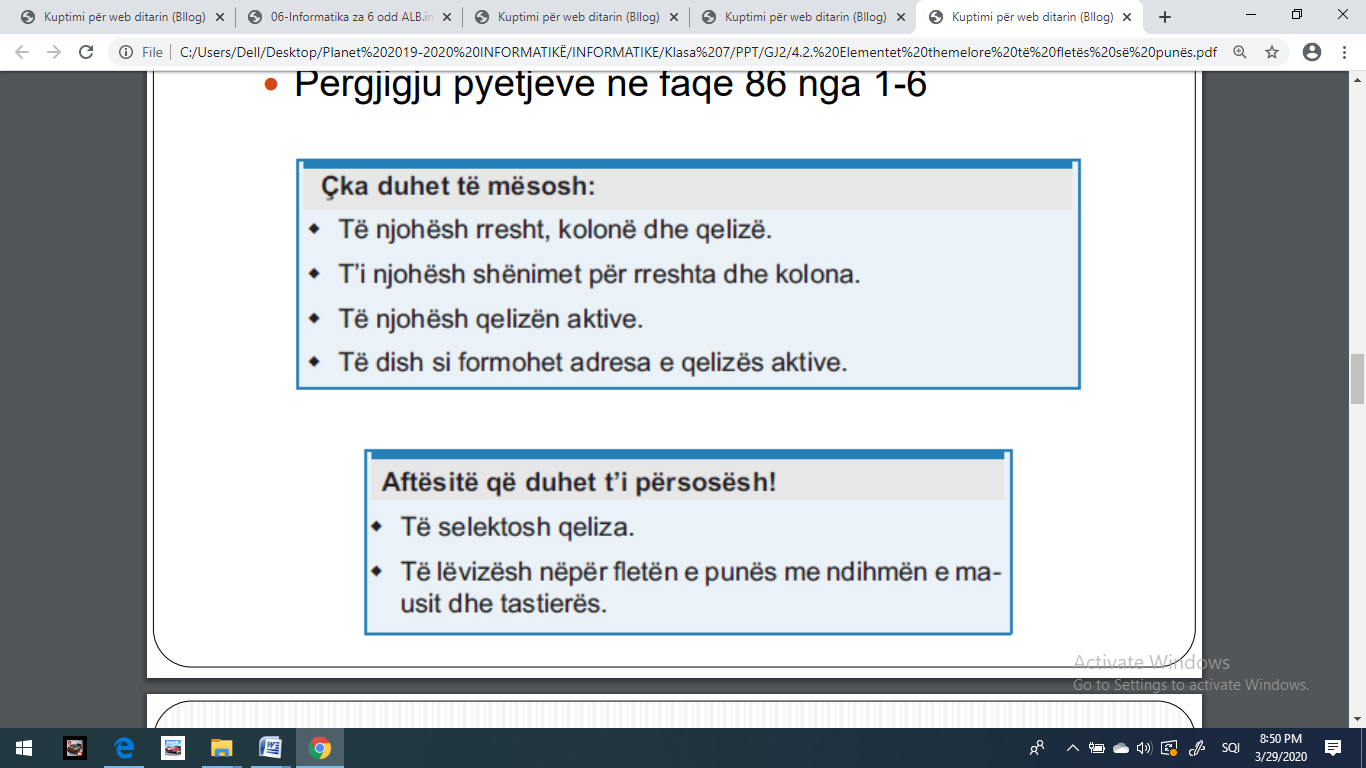 Kuptimi për web ditarin (Bllog)
06-Informatika za 6 odd ALB.in
Kuptimi për web ditarin (Bllog)
Kuptimi për web ditarin (Bllog)
Kuptimi për web ditarin (Bllog)
File
C:/Users/Dell/Desktop/Planet%202019-2020%20INFORMATIKË/INFORMATIKE/Klasa%207/PPT/GJ2/4.2.%20Elementet%20themelore%20të%20fletës%20së%20punës.pdf
• Pergjigju pyetjeve ne faqe 86 nga 1-6
Çka duhet të mësosh:
◆ Të njohësh rresht, kolonë dhe qelizë.
◆ T’i njohësh shënimet për rreshta dhe kolona.
◆ Të njohësh qelizën aktive.
◆ Të dish si formohet adresa e qelizës aktive.
Aftësitë që duhet t’i përsosësh!
◆ Të selektosh qeliza.
◆ Të lëvizësh nëpër fletën e punës me ndihmën e ma-
usit dhe tastierës.
Activate Windows
Go to Settings to activate Windows.
SQI
8:50 PM
3/29/2020